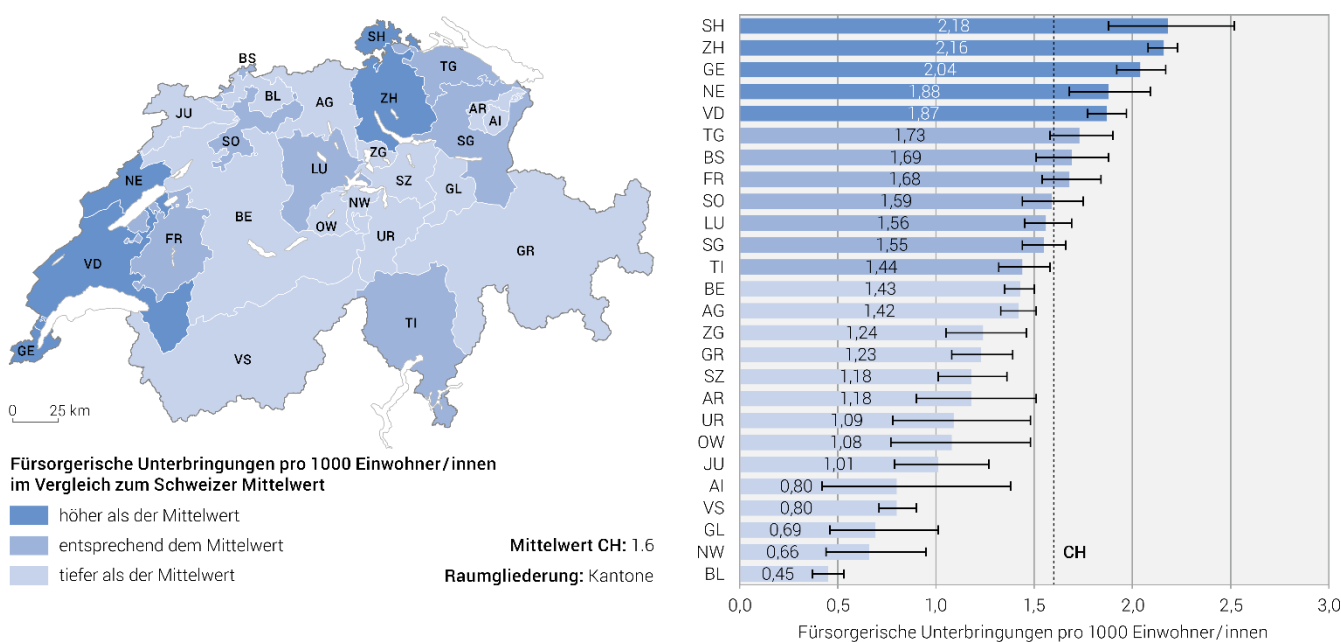 SH
BS
TG
BL
AG
ZH
JU
AR
AI
SO
SG
ZG
LU
NE
SZ
GL
NW
BE
OW
FR
UR
GR
VD
TI
VS
GE
0 25 km
Fürsorgerische Unterbringungen pro 1000 Einwohner/innen
im Vergleich zum Schweizer Mittelwert
höher als der Mittelwert
entsprechend dem Mittelwert
tiefer als der Mittelwert
Mittelwert CH: 1.6
Raumgliederung: Kantone
SH 2,18
ZH 2,16
GE 2,04
NE 1,88
VD 1,87
TG 1,73
BS 1,69
FR 1,68
SO 1,59
LU 1,56
SG 1,55
TI 1,44
BE 1,43
AG 1,42
ZG 1,24
GR 1,23
SZ 1,18
AR 1,18
UR 1,09
OW 1,08
JU 1,01
AI 0,80
VS 0,80
GL 0,69
NW 0,66
BL 0,45
CH
0,0 0,5 1,0 1,5 2,0 2,5 3,0
Fürsorgerische Unterbringungen pro 1000 Einwohner/innen